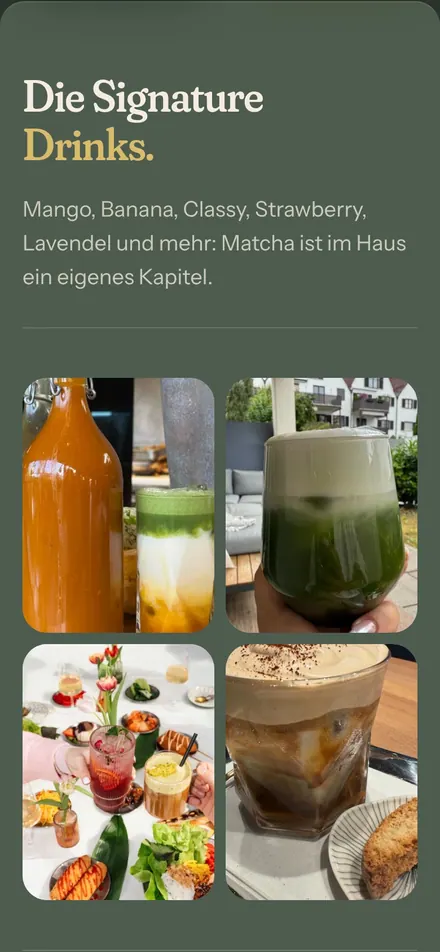 Die Signature
Drinks.
Mango, Banana, Classy, Strawberry,
Lavendel und mehr: Matcha ist im Haus
ein eigenes Kapitel.